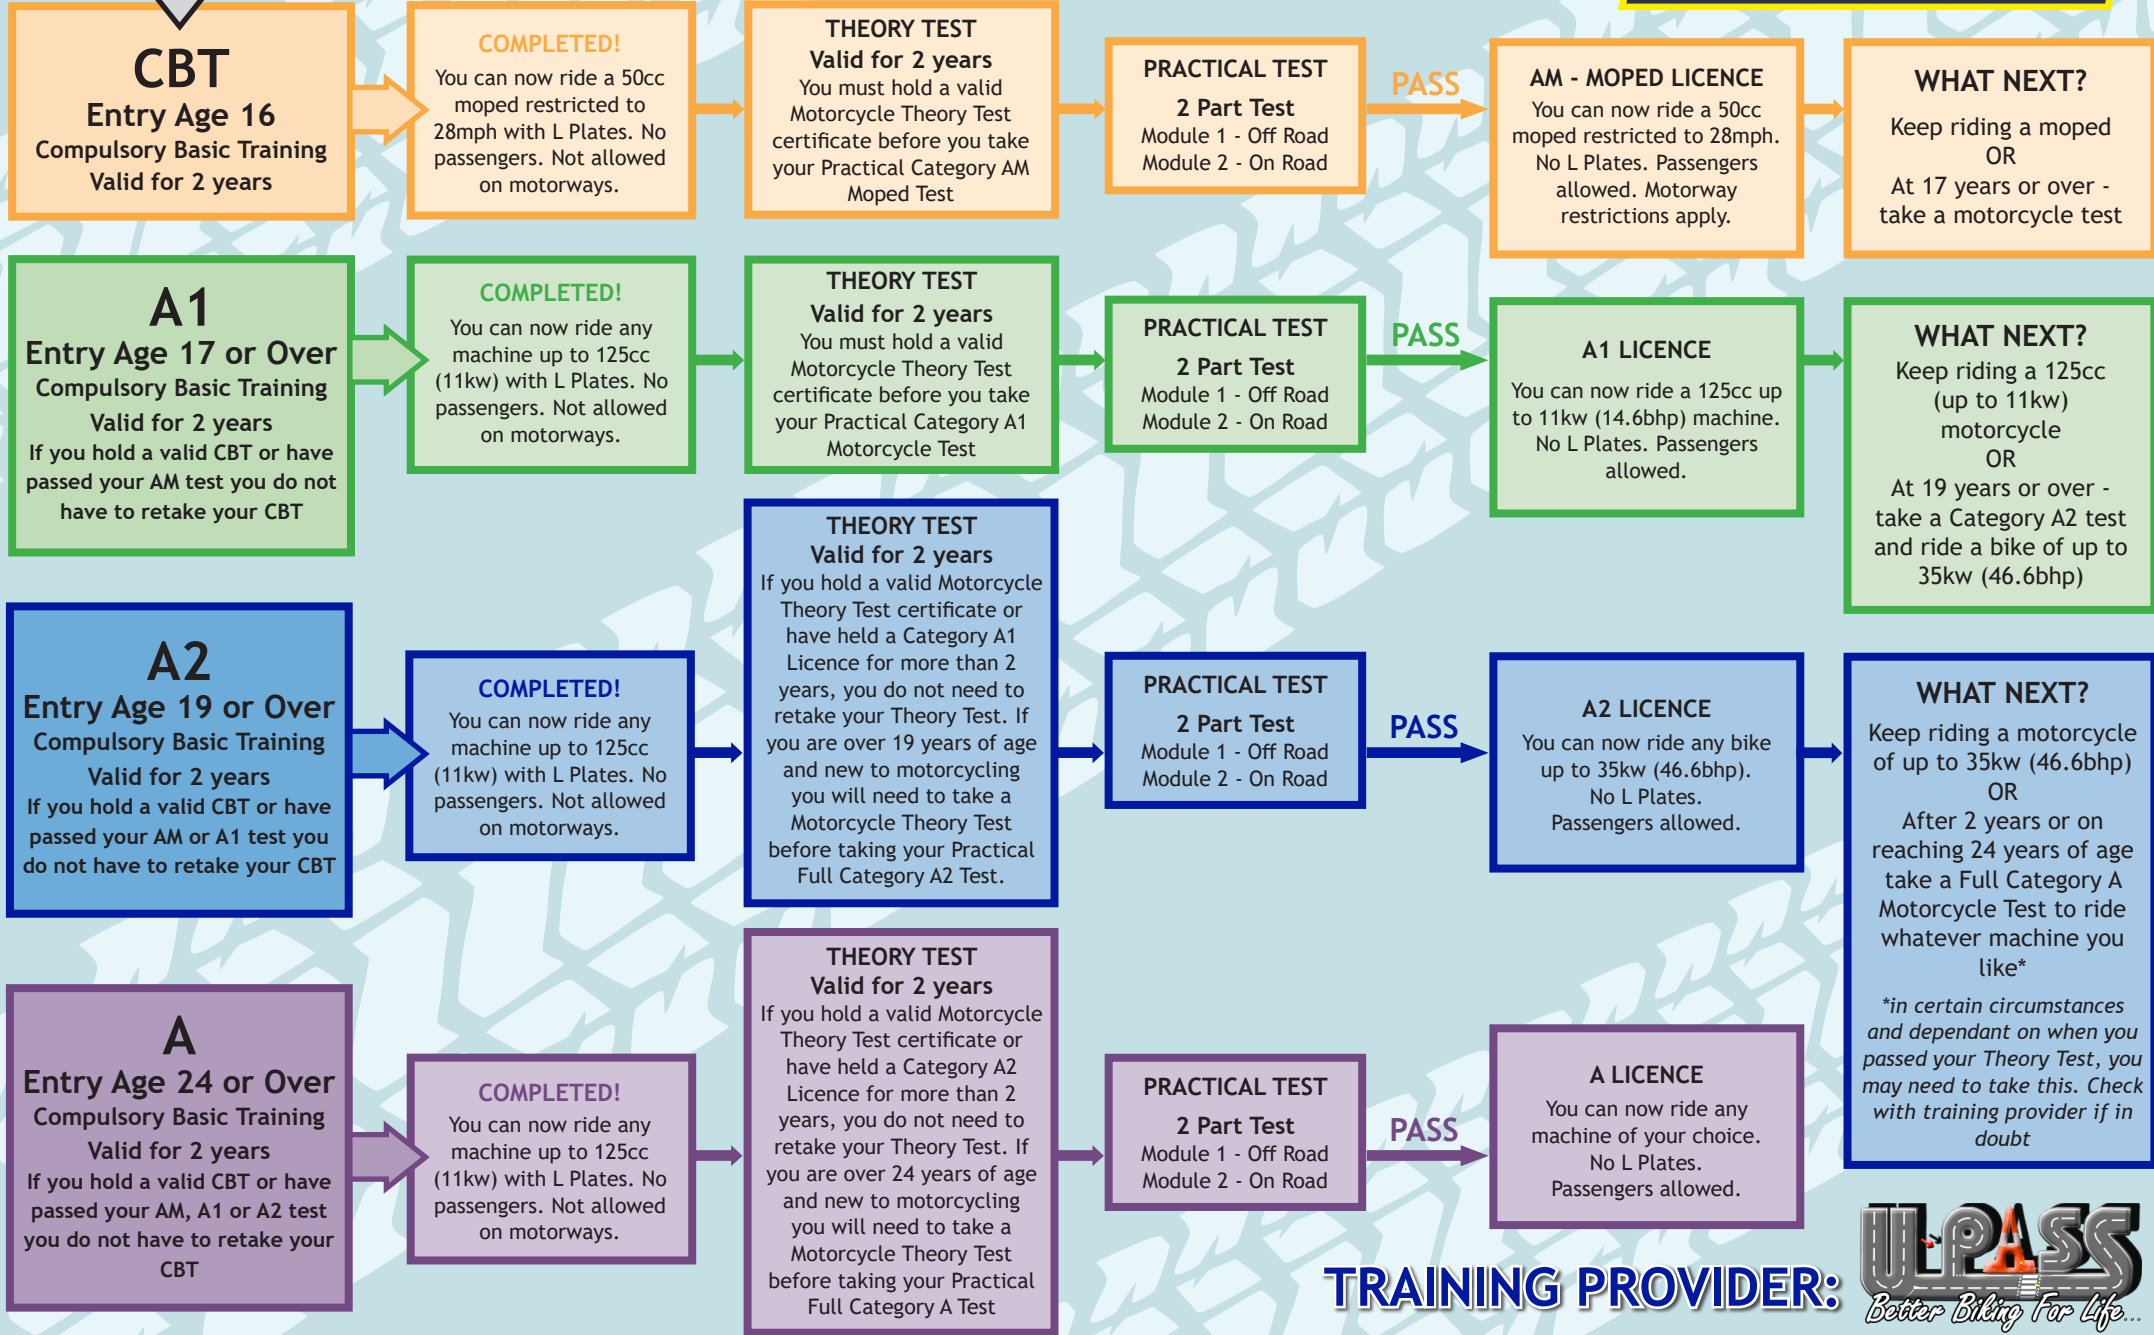 CBT
Entry Age 16
Compulsory Basic Training
Valid for 2 years
COMPLETED!
You can now ride a 50cc
moped restricted to
28mph with L Plates. No
passengers. Not allowed
on motorways.
THEORY TEST
Valid for 2 years
You must hold a valid
Motorcycle Theory Test
certificate before you take
your Practical Category AM
Moped Test
PRACTICAL TEST
2 Part Test
Module 1 - Off Road
Module 2 - On Road
PASS
AM - MOPED LICENCE
You can now ride a 50cc
moped restricted to 28mph.
No L Plates. Passengers
allowed. Motorway
restrictions apply.
WHAT NEXT?
Keep riding a moped
OR
At 17 years or over -
take a motorcycle test
A1
Entry Age 17 or Over
Compulsory Basic Training
Valid for 2 years
If you hold a valid CBT or have
passed your AM test you do not
have to retake your CBT
COMPLETED!
You can now ride any
machine up to 125cc
(11kw) with L Plates. No
passengers. Not allowed
on motorways.
THEORY TEST
Valid for 2 years
You must hold a valid
Motorcycle Theory Test
certificate before you take
your Practical Category A1
Motorcycle Test
PRACTICAL TEST
2 Part Test
Module 1 - Off Road
Module 2 - On Road
PASS
A1 LICENCE
You can now ride a 125cc up
to 11kw (14.6bhp) machine.
No L Plates. Passengers
allowed.
WHAT NEXT?
Keep riding a 125cc
(up to 11kw)
motorcycle
OR
At 19 years or over -
take a Category A2 test
and ride a bike of up to
35kw (46.6bhp)
A2
Entry Age 19 or Over
Compulsory Basic Training
Valid for 2 years
If you hold a valid CBT or have
passed your AM or A1 test you
do not have to retake your CBT
COMPLETED!
You can now ride any
machine up to 125cc
(11kw) with L Plates. No
passengers. Not allowed
on motorways.
THEORY TEST
Valid for 2 years
If you hold a valid Motorcycle
Theory Test certificate or
have held a Category A1
Licence for more than 2
years, you do not need to
retake your Theory Test. If
you are over 19 years of age
and new to motorcycling
you will need to take a
Motorcycle Theory Test
before taking your Practical
Full Category A2 Test.
PRACTICAL TEST
2 Part Test
Module 1 - Off Road
Module 2 - On Road
PASS
A2 LICENCE
You can now ride any bike
up to 35kw (46.6bhp).
No L Plates.
Passengers allowed.
WHAT NEXT?
Keep riding a motorcycle
of up to 35kw (46.6bhp)
OR
After 2 years or on
reaching 24 years of age
take a Full Category A
Motorcycle Test to ride
whatever machine you
like*
*in certain circumstances
and dependant on when you
passed your Theory Test, you
may need to take this. Check
with training provider if in
doubt
A
Entry Age 24 or Over
Compulsory Basic Training
Valid for 2 years
If you hold a valid CBT or have
passed your AM, A1 or A2 test
you do not have to retake your
CBT
COMPLETED!
You can now ride any
machine up to 125cc
(11kw) with L Plates. No
passengers. Not allowed
on motorways.
THEORY TEST
Valid for 2 years
If you hold a valid Motorcycle
Theory Test certificate or
have held a Category A2
Licence for more than 2
years, you do not need to
retake your Theory Test. If
you are over 24 years of age
and new to motorcycling
you will need to take a
Motorcycle Theory Test
before taking your Practical
Full Category A Test
PRACTICAL TEST
2 Part Test
Module 1 - Off Road
Module 2 - On Road
PASS
A LICENCE
You can now ride any
machine of your choice.
No L Plates.
Passengers allowed.
TRAINING PROVIDER:
U-PASS
Better Biking For Life...